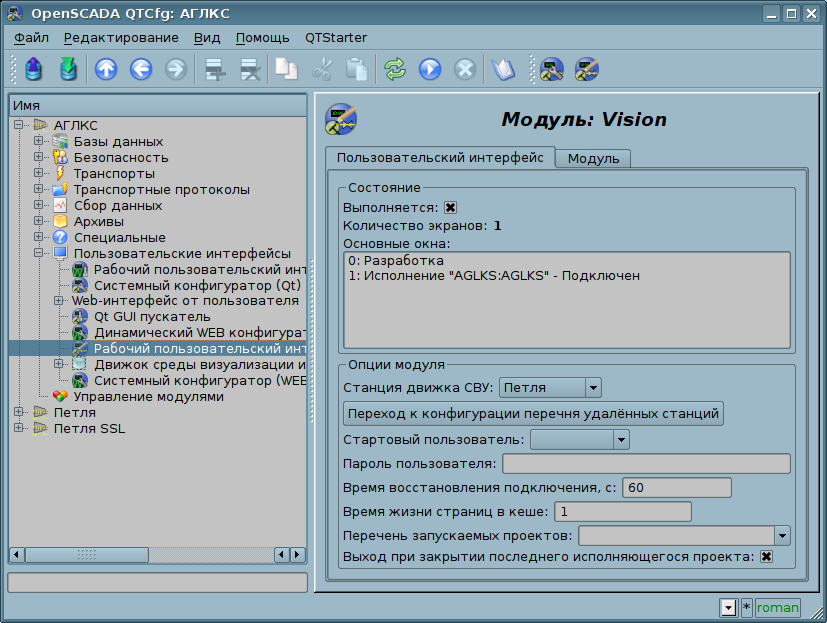 OpenSCADA QTCfg: АГЛКС
Файл Редактирование Вид Помощь QTStarter
Имя
АГЛКС
Базы данных
Безопасность
Транспорты
Транспортные протоколы
Сбор данных
Архивы
Специальные
Пользовательские интерфейсы
Рабочий пользовательский инт
Системный конфигуратор (Qt)
Web-интерфейс от пользователя
Qt GUI пускатель
Динамический WEB конфигурат
Рабочий пользовательский инт
Движок среды визуализации и
Системный конфигуратор (WEB
Управление модулями
Петля
Петля SSL
Модуль: Vision
Пользовательский интерфейс Модуль
Состояние
Выполняется:
Количество экранов: 1
Основные окна:
0: Разработка
1: Исполнение "AGLKS:AGLKS" - Подключен
Опции модуля
Станция движка СВУ: Петля
Переход к конфигурации перечня удалённых станций
Стартовый пользователь:
Пароль пользователя:
Время восстановления подключения, с: 60
Время жизни страниц в кеше: 1
Перечень запускаемых проектов:
Выход при закрытии последнего исполняющегося проекта:
* roman